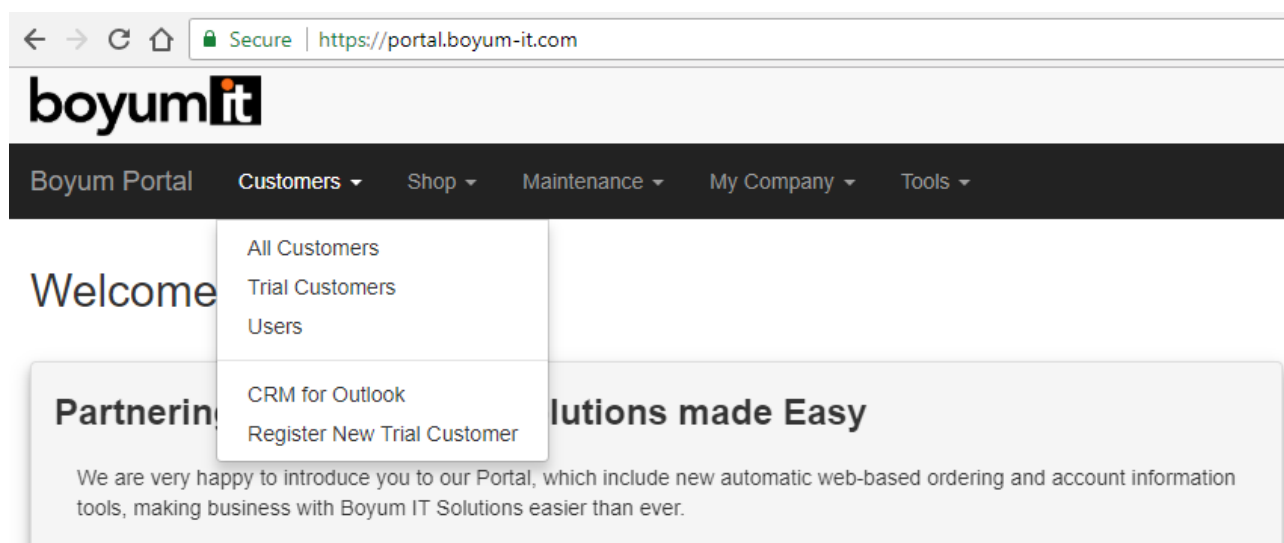 Secure | https://portal.boyum-it.com
boyumit
Boyum Portal Customers Shop Maintenance My Company Tools
All Customers
Welcome
Trial Customers
Users
CRM for Outlook
Partnering lutions made Easy
Register New Trial Customer
We are very happy to introduce you to our Portal, which include new automatic web-based ordering and account information
tools, making business with Boyum IT Solutions easier than ever.